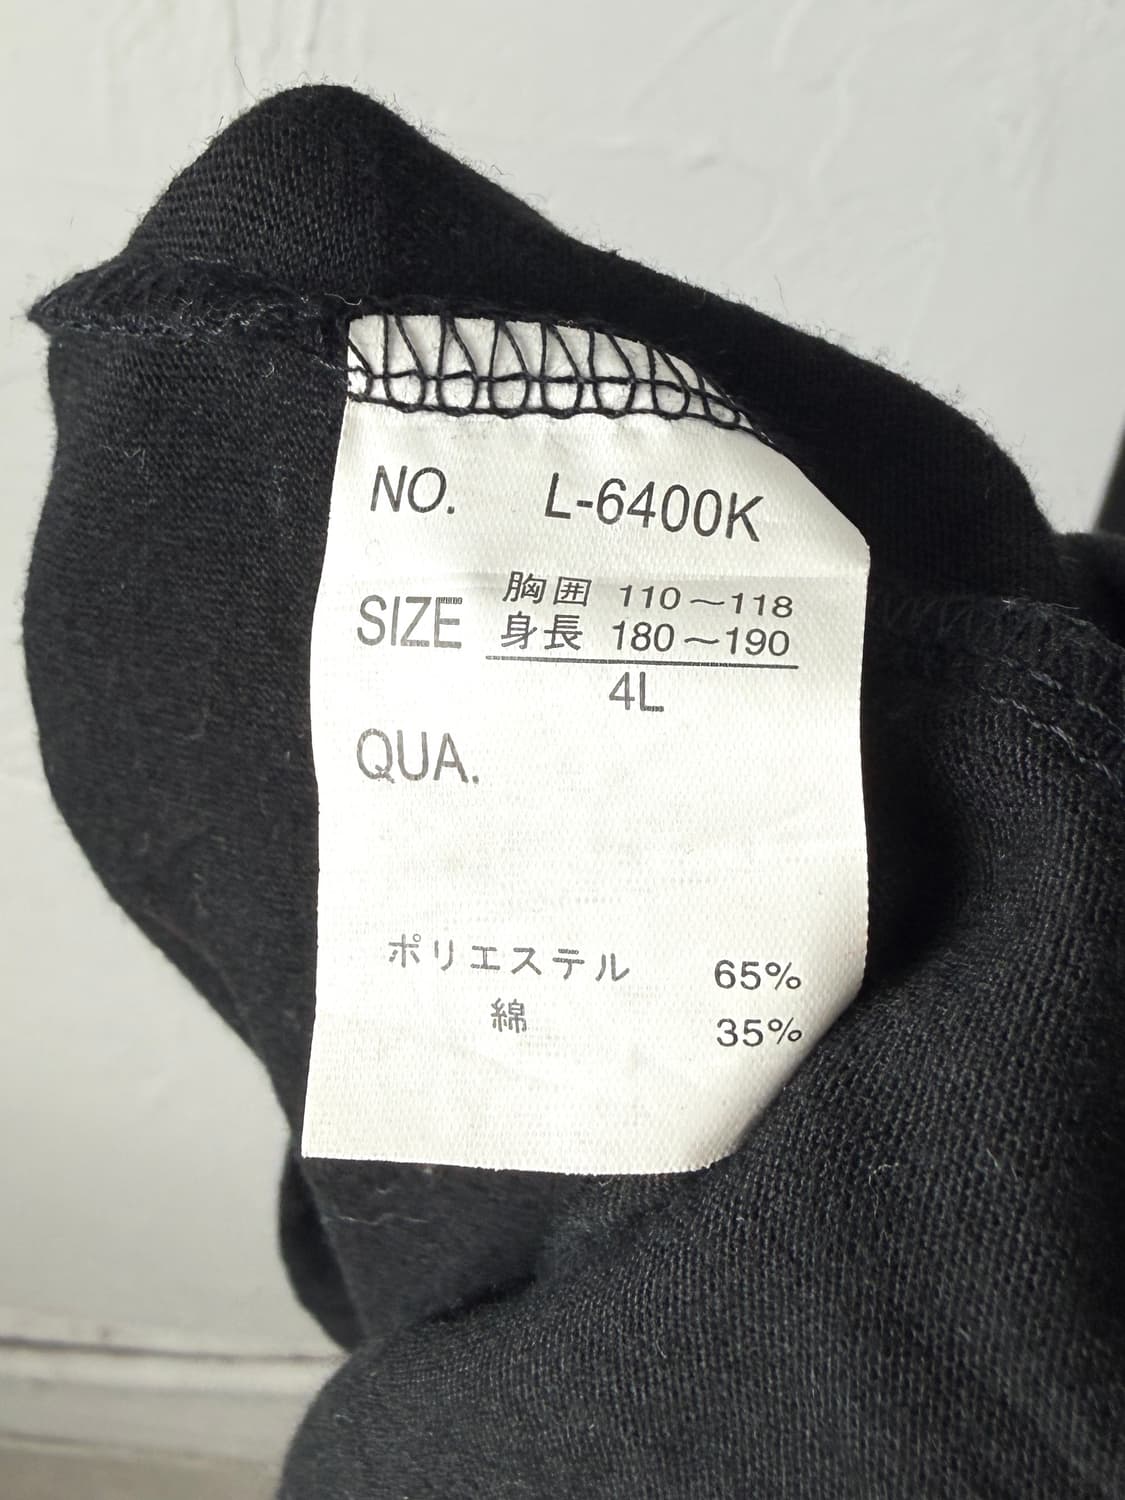 NO. L-6400K
SIZE
胸囲 110～118
身長 180～190
4L
QUA.
ポリエステル 65%
綿 35%